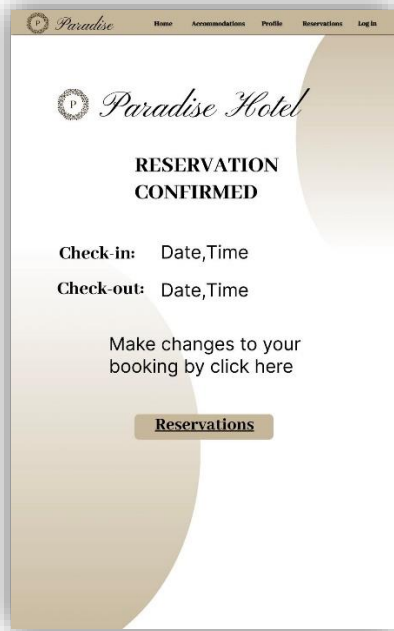 P Paradise Home Accommodations Profile Reservations Log in
P Paradise Hotel
RESERVATION
CONFIRMED
Check-in: Date,Time
Check-out: Date,Time
Make changes to your
booking by click here
Reservations